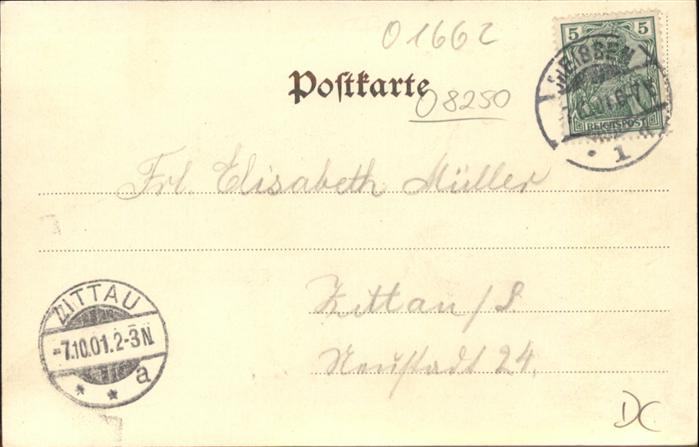 01662
5
5
REICHSPOST
MEISSEN
1
Postkarte
08250
Frl. Elisabeth Müller
Zittau/S
Neustadt 24.
ZITTAU
-7.10.01.2-3N.
* * a
DC